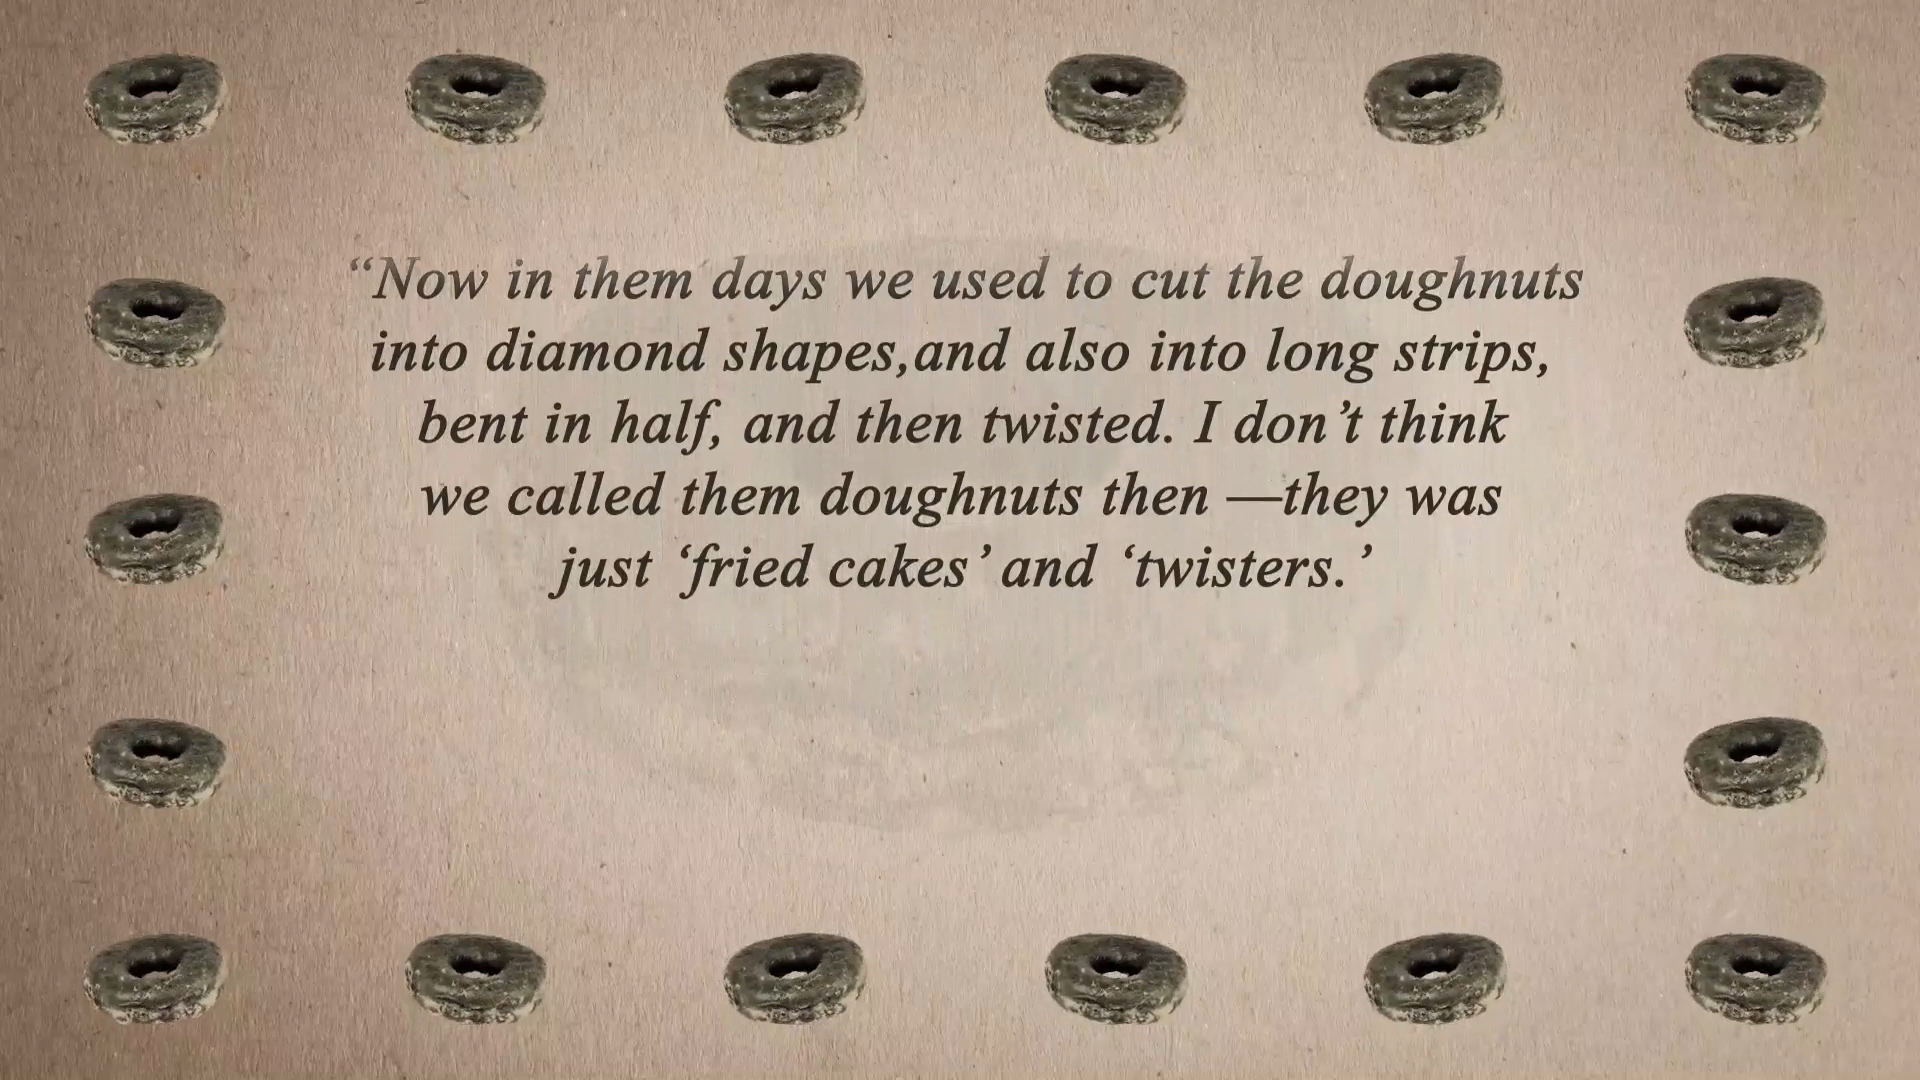 “Now in them days we used to cut the doughnuts
into diamond shapes,and also into long strips,
bent in half, and then twisted. I don’t think
we called them doughnuts then —they was
just ‘fried cakes’ and ‘twisters.’